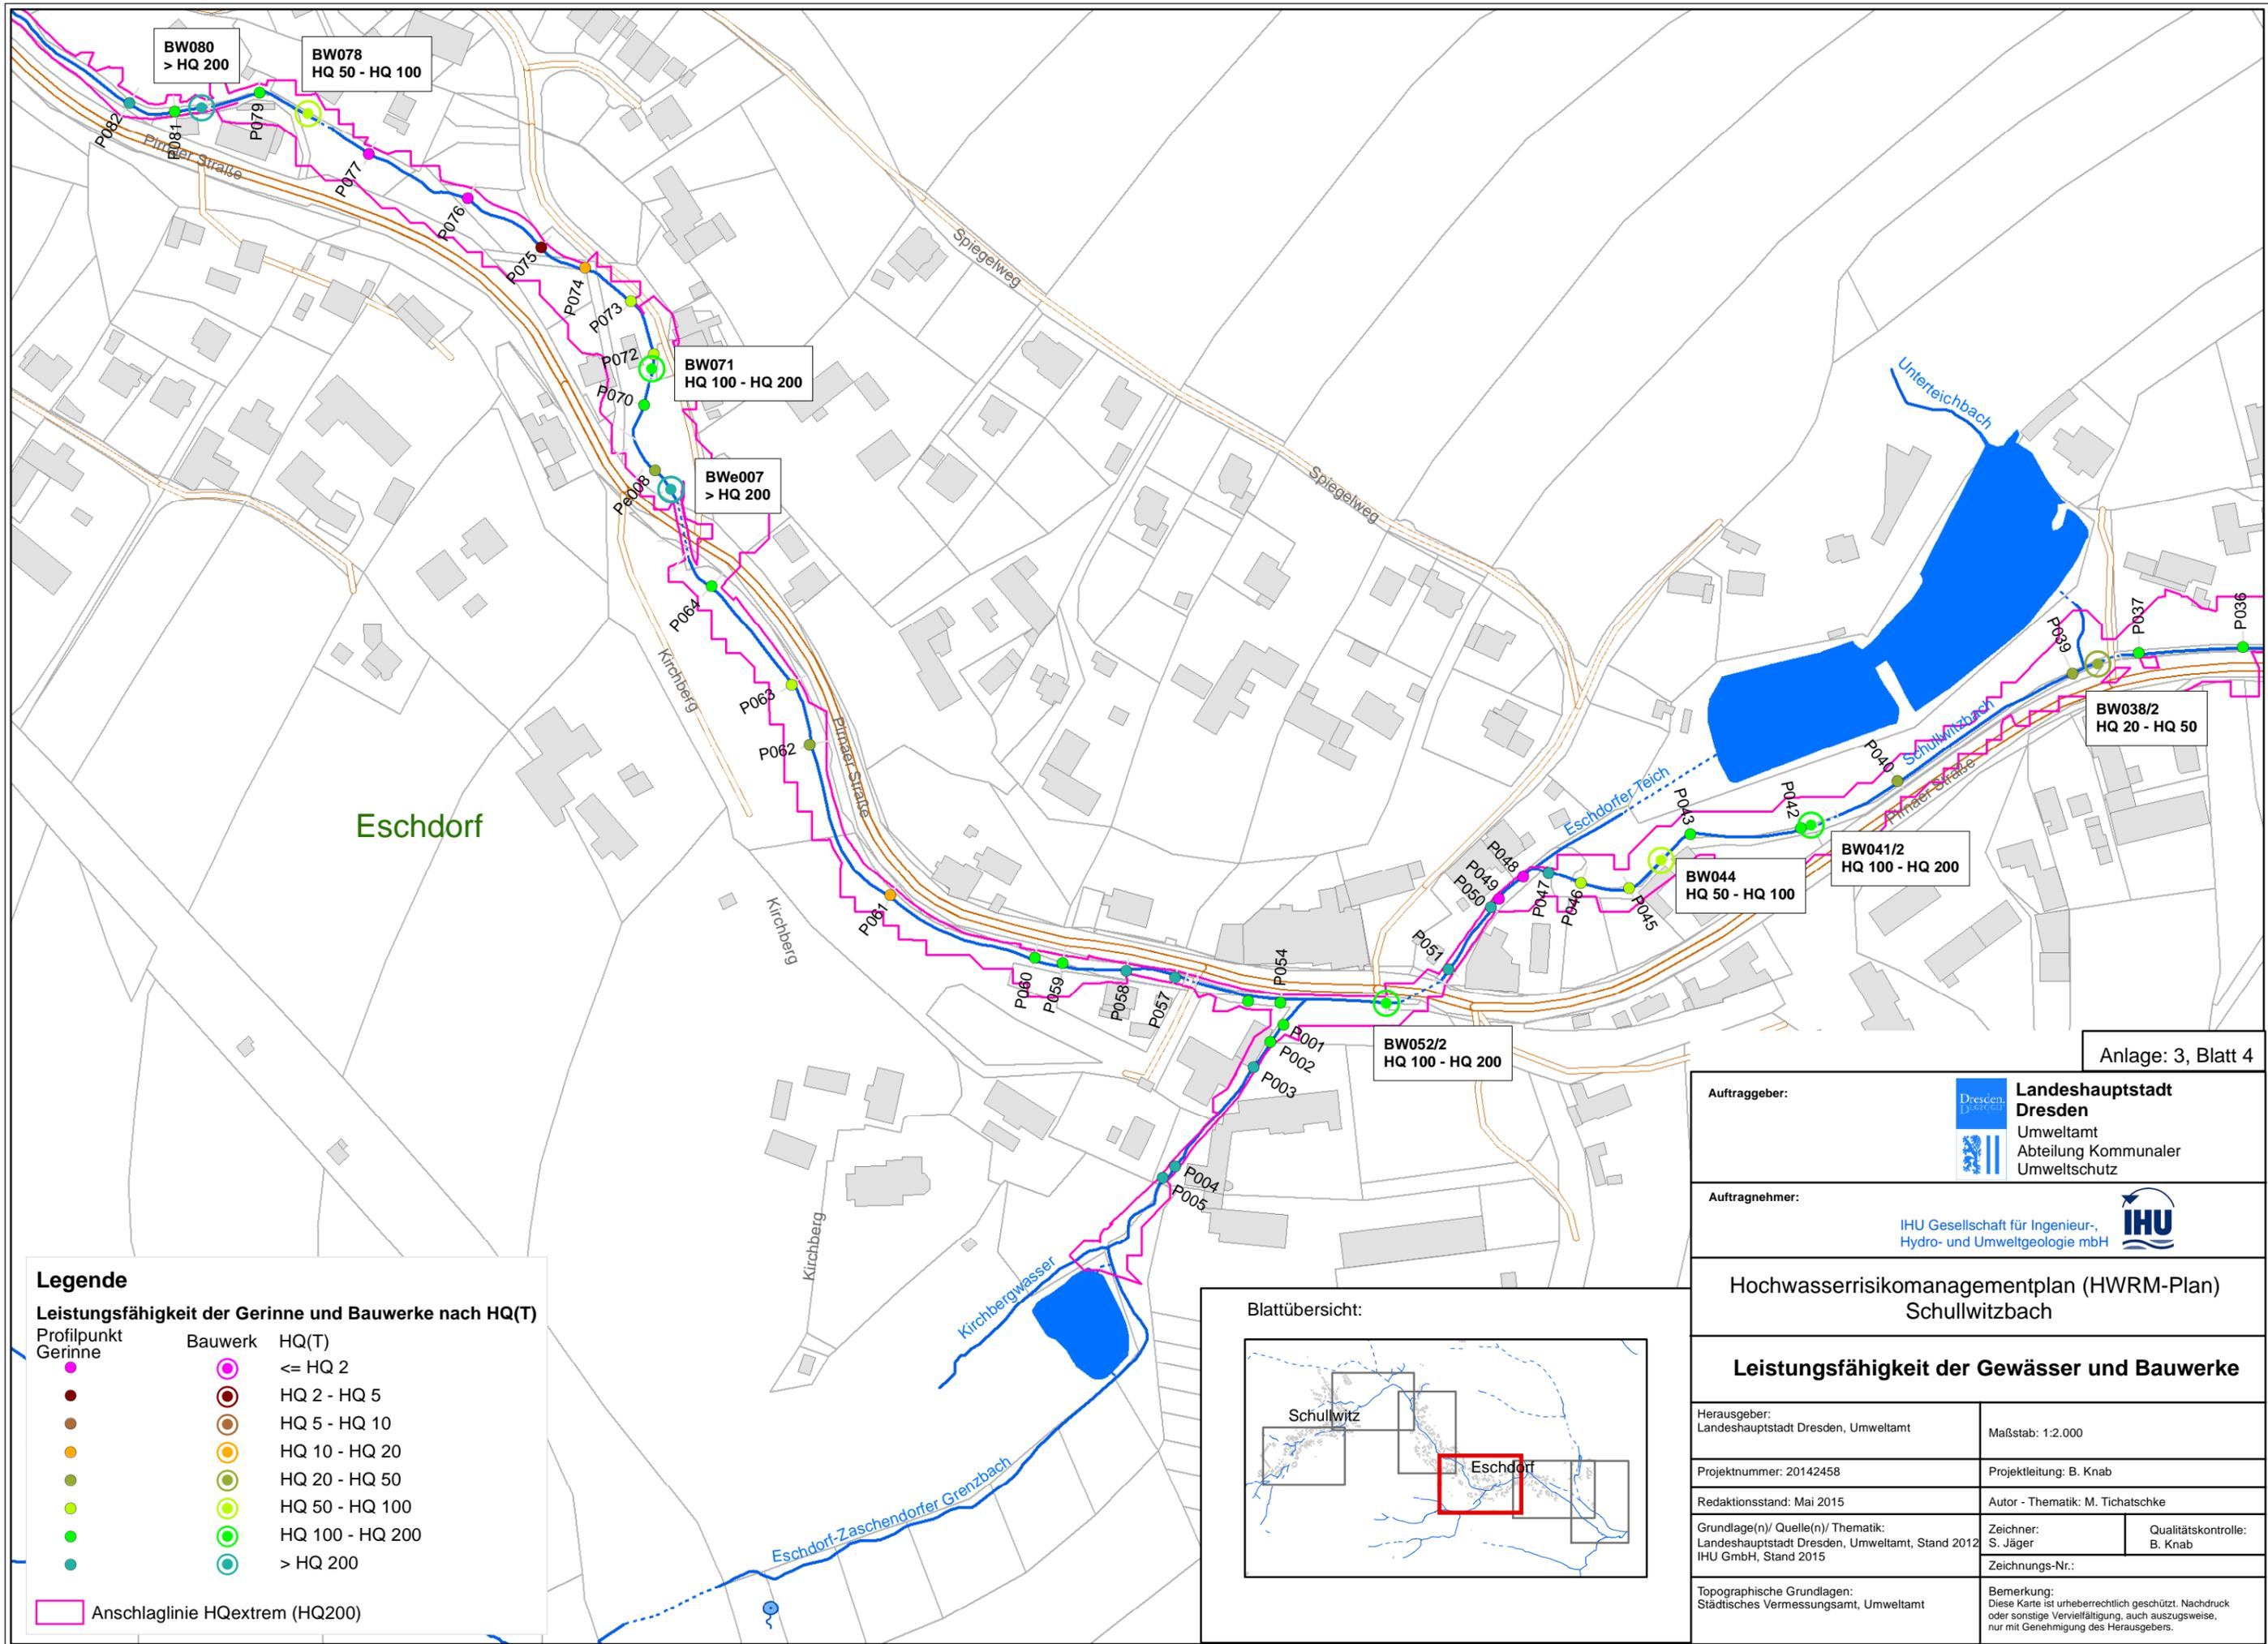 BW080
> HQ 200
BW078
HQ 50 - HQ 100
P082
P081
P079
Pirnaer Straße
P077
P076
P075
P074
P073
P072
BW071
HQ 100 - HQ 200
P070
Pe008
BWe007
> HQ 200
P064
Kirchberg
P063
P062
Pirnaer Straße
Spiegelweg
Spiegelweg
Unterteichbach
Eschdorf
P061
Kirchberg
P060
P059
P058
P057
P054
P051
P050
P049
P048
P047
P046
P045
P043
P042
P040
P039
P037
P036
Eschdorfer Teich
Schullwitzbach
Pirnaer Straße
BW038/2
HQ 20 - HQ 50
BW041/2
HQ 100 - HQ 200
BW044
HQ 50 - HQ 100
BW052/2
HQ 100 - HQ 200
P001
P002
P003
P004
P005
Kirchberg
Kirchbergwasser
Eschdorf-Zaschendorfer Grenzbach
Legende
Leistungsfähigkeit der Gerinne und Bauwerke nach HQ(T)
Profilpunkt
Gerinne
Bauwerk HQ(T)
<= HQ 2
HQ 2 - HQ 5
HQ 5 - HQ 10
HQ 10 - HQ 20
HQ 20 - HQ 50
HQ 50 - HQ 100
HQ 100 - HQ 200
> HQ 200
Anschlaglinie HQextrem (HQ200)
Blattübersicht:
Schullwitz
Eschdorf
Anlage: 3, Blatt 4
Auftraggeber:
Dresden.
Landeshauptstadt
Dresden
Umweltamt
Abteilung Kommunaler
Umweltschutz
Auftragnehmer:
IHU Gesellschaft für Ingenieur-,
Hydro- und Umweltgeologie mbH
IHU
Hochwasserrisikomanagementplan (HWRM-Plan)
Schullwitzbach
Leistungsfähigkeit der Gewässer und Bauwerke
Herausgeber:
Landeshauptstadt Dresden, Umweltamt
Maßstab: 1:2.000
Projektnummer: 20142458
Projektleitung: B. Knab
Redaktionsstand: Mai 2015
Autor - Thematik: M. Tichatschke
Grundlage(n)/ Quelle(n)/ Thematik:
Landeshauptstadt Dresden, Umweltamt, Stand 2012
IHU GmbH, Stand 2015
Zeichner:
S. Jäger
Qualitätskontrolle:
B. Knab
Zeichnungs-Nr.:
Topographische Grundlagen:
Städtisches Vermessungsamt, Umweltamt
Bemerkung:
Diese Karte ist urheberrechtlich geschützt. Nachdruck
oder sonstige Vervielfältigung, auch auszugsweise,
nur mit Genehmigung des Herausgebers.